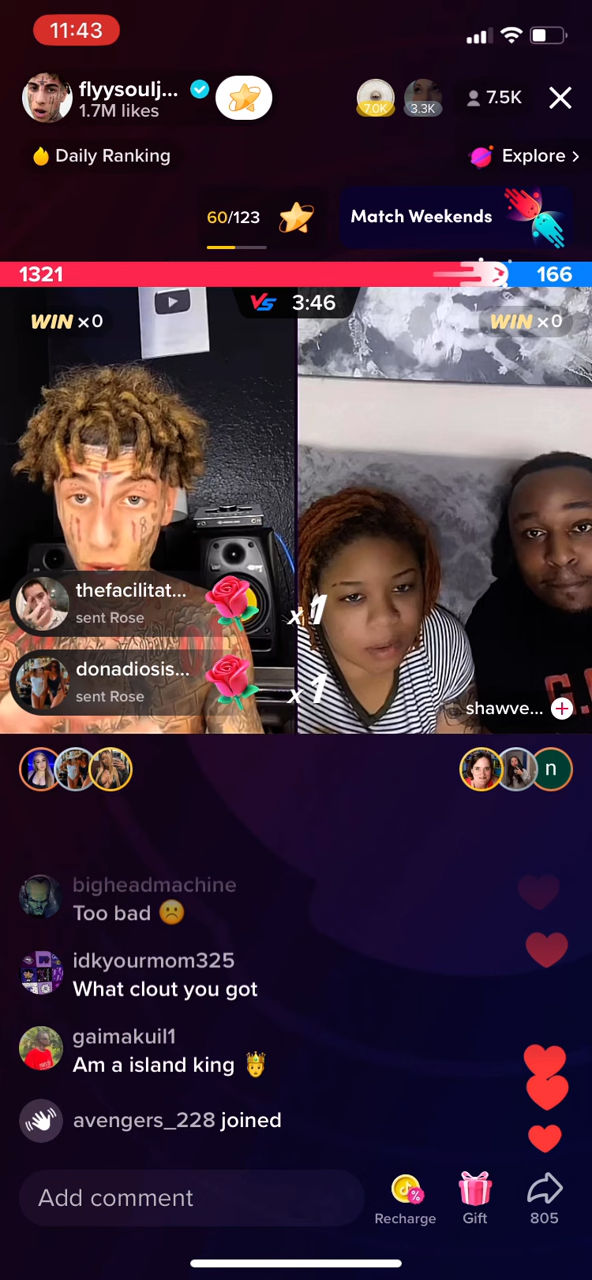 11:43
flyysoulj...
1.7M likes
7.0K
3.3K
7.5K
Daily Ranking
Explore >
60/123
Match Weekends
1321
166
VS 3:46
WIN x0
WIN x0
thefacilitat...
sent Rose
x1
donadiosis...
sent Rose
x1
shawve...
n
bigheadmachine
Too bad ☹️
idkyourmom325
What clout you got
gaimakuil1
Am a island king 🤴
avengers_228 joined
Add comment
Recharge
Gift
805